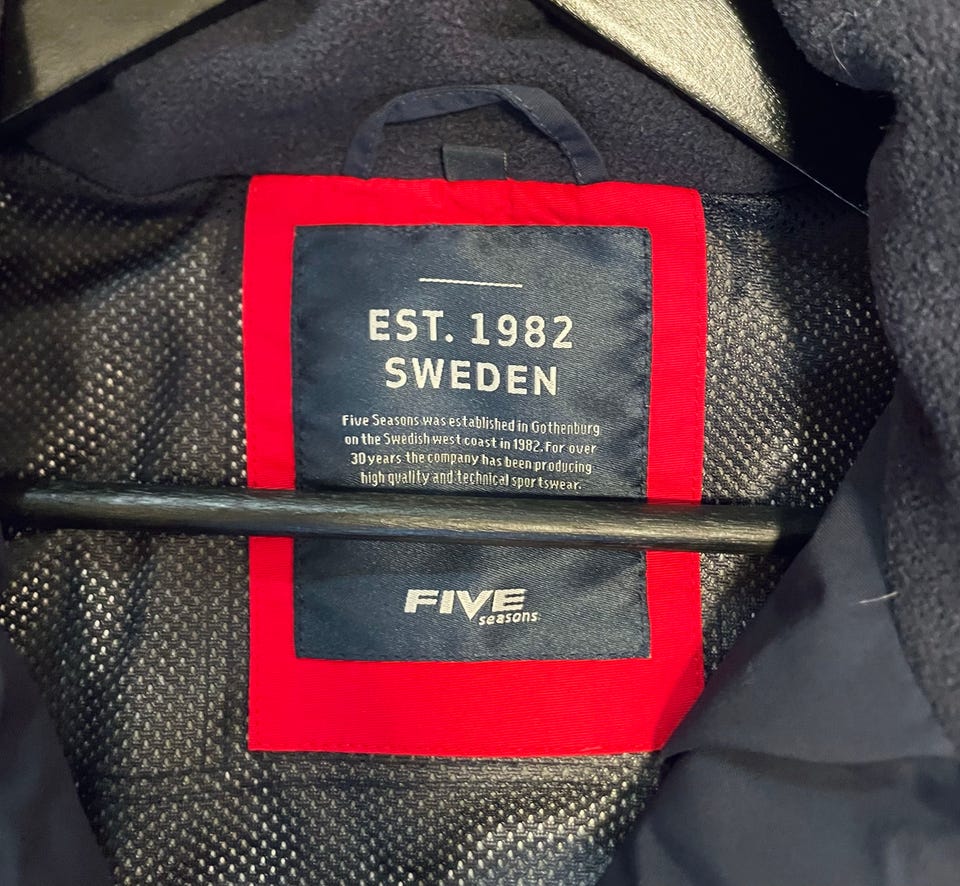 EST. 1982
SWEDEN
Five Seasons was established in Gothenburg
on the Swedish west coast in 1982. For over
30 years the company has been producing
high quality and technical sportswear.
FIVE
seasons